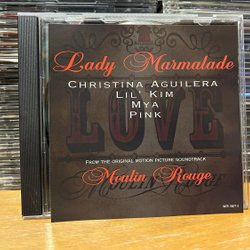 Lady Marmalade
CHRISTINA AGUILERA
LIL' KIM
MYA
PINK
LOVE
FROM THE ORIGINAL MOTION PICTURE SOUNDTRACK
Moulin Rouge